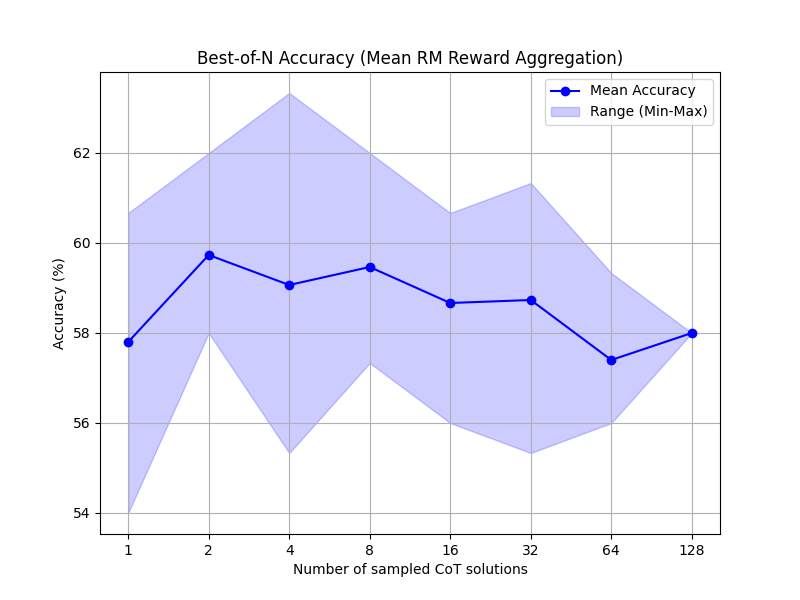 Best-of-N Accuracy (Mean RM Reward Aggregation)
Mean Accuracy
Range (Min-Max)
Accuracy (%)
62
60
58
56
54
1 2 4 8 16 32 64 128
Number of sampled CoT solutions